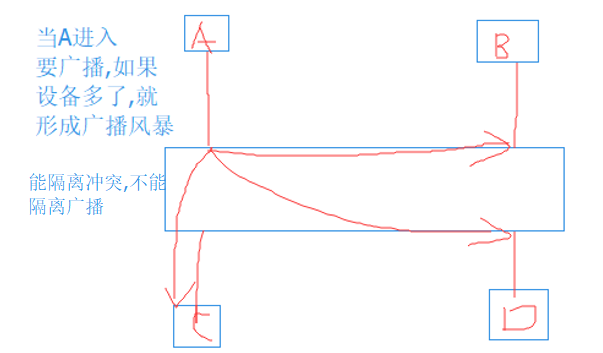 当A进入
要广播,如果
设备多了,就
形成广播风暴
A
B
能隔离冲突,不能
隔离广播
C
D